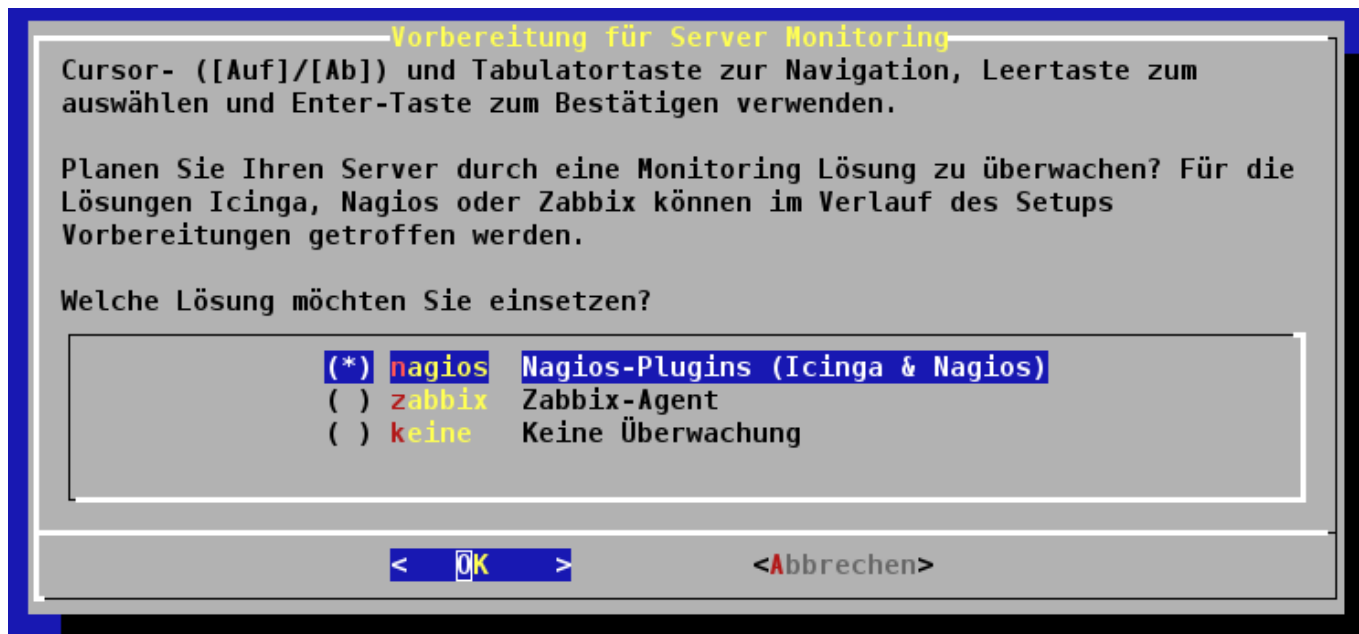 Vorbereitung für Server Monitoring
Cursor- ([Auf]/[Ab]) und Tabulatortaste zur Navigation, Leertaste zum
auswählen und Enter-Taste zum Bestätigen verwenden.
Planen Sie Ihren Server durch eine Monitoring Lösung zu überwachen? Für die
Lösungen Icinga, Nagios oder Zabbix können im Verlauf des Setups
Vorbereitungen getroffen werden.
Welche Lösung möchten Sie einsetzen?
(*) nagios Nagios-Plugins (Icinga & Nagios)
( ) zabbix Zabbix-Agent
( ) keine Keine Überwachung
< OK > <Abbrechen>